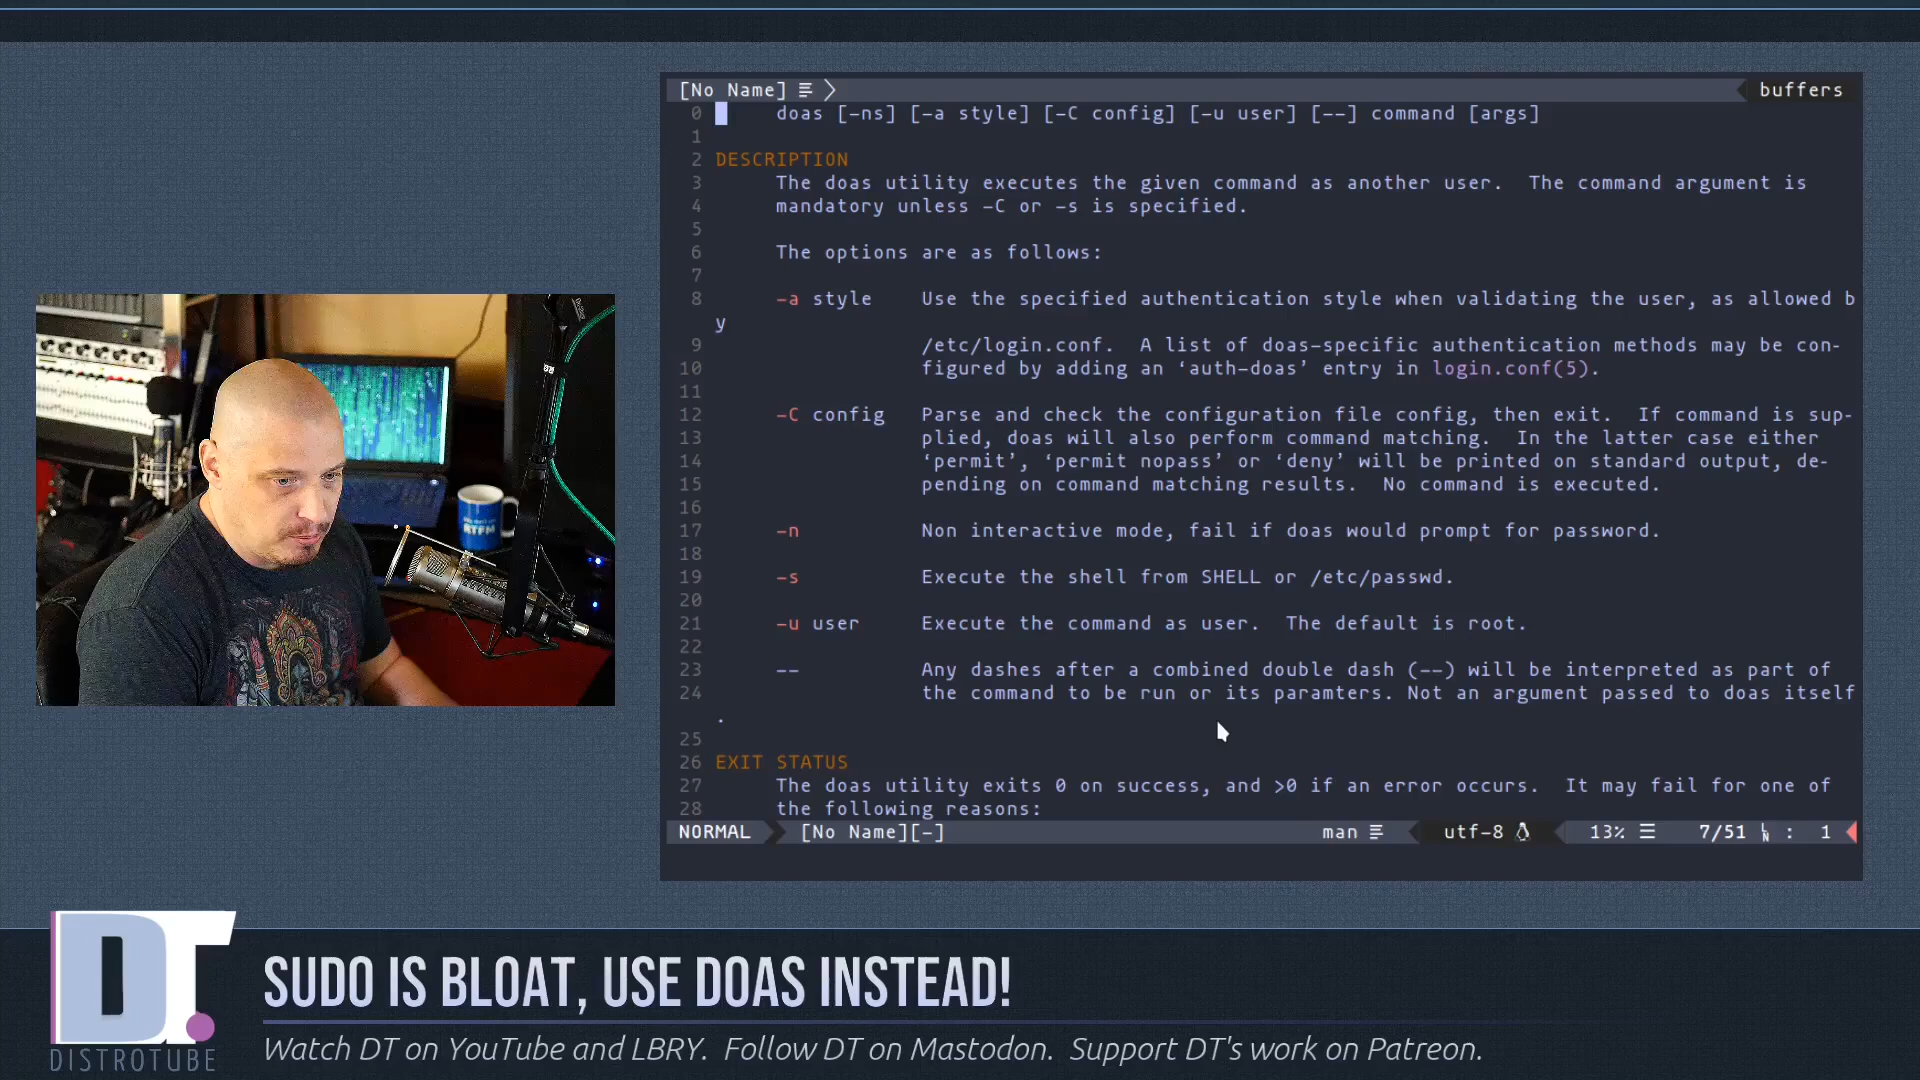 [No Name] buffers
0 doas [-ns] [-a style] [-C config] [-u user] [--] command [args]
1
2 DESCRIPTION
3 The doas utility executes the given command as another user. The command argument is
4 mandatory unless -C or -s is specified.
5
6 The options are as follows:
7
8 -a style Use the specified authentication style when validating the user, as allowed b
y
9 /etc/login.conf. A list of doas-specific authentication methods may be con-
10 figured by adding an ‘auth-doas’ entry in login.conf(5).
11
12 -C config Parse and check the configuration file config, then exit. If command is sup-
13 plied, doas will also perform command matching. In the latter case either
14 ‘permit’, ‘permit nopass’ or ‘deny’ will be printed on standard output, de-
15 pending on command matching results. No command is executed.
16
17 -n Non interactive mode, fail if doas would prompt for password.
18
19 -s Execute the shell from SHELL or /etc/passwd.
20
21 -u user Execute the command as user. The default is root.
22
23 -- Any dashes after a combined double dash (--) will be interpreted as part of
24 the command to be run or its paramters. Not an argument passed to doas itself
.
25
26 EXIT STATUS
27 The doas utility exits 0 on success, and >0 if an error occurs. It may fail for one of
28 the following reasons:
NORMAL [No Name][-] man utf-8 13% 7/51 : 1
RTFM
DT
DISTROTUBE
SUDO IS BLOAT, USE DOAS INSTEAD!
Watch DT on YouTube and LBRY. Follow DT on Mastodon. Support DT's work on Patreon.